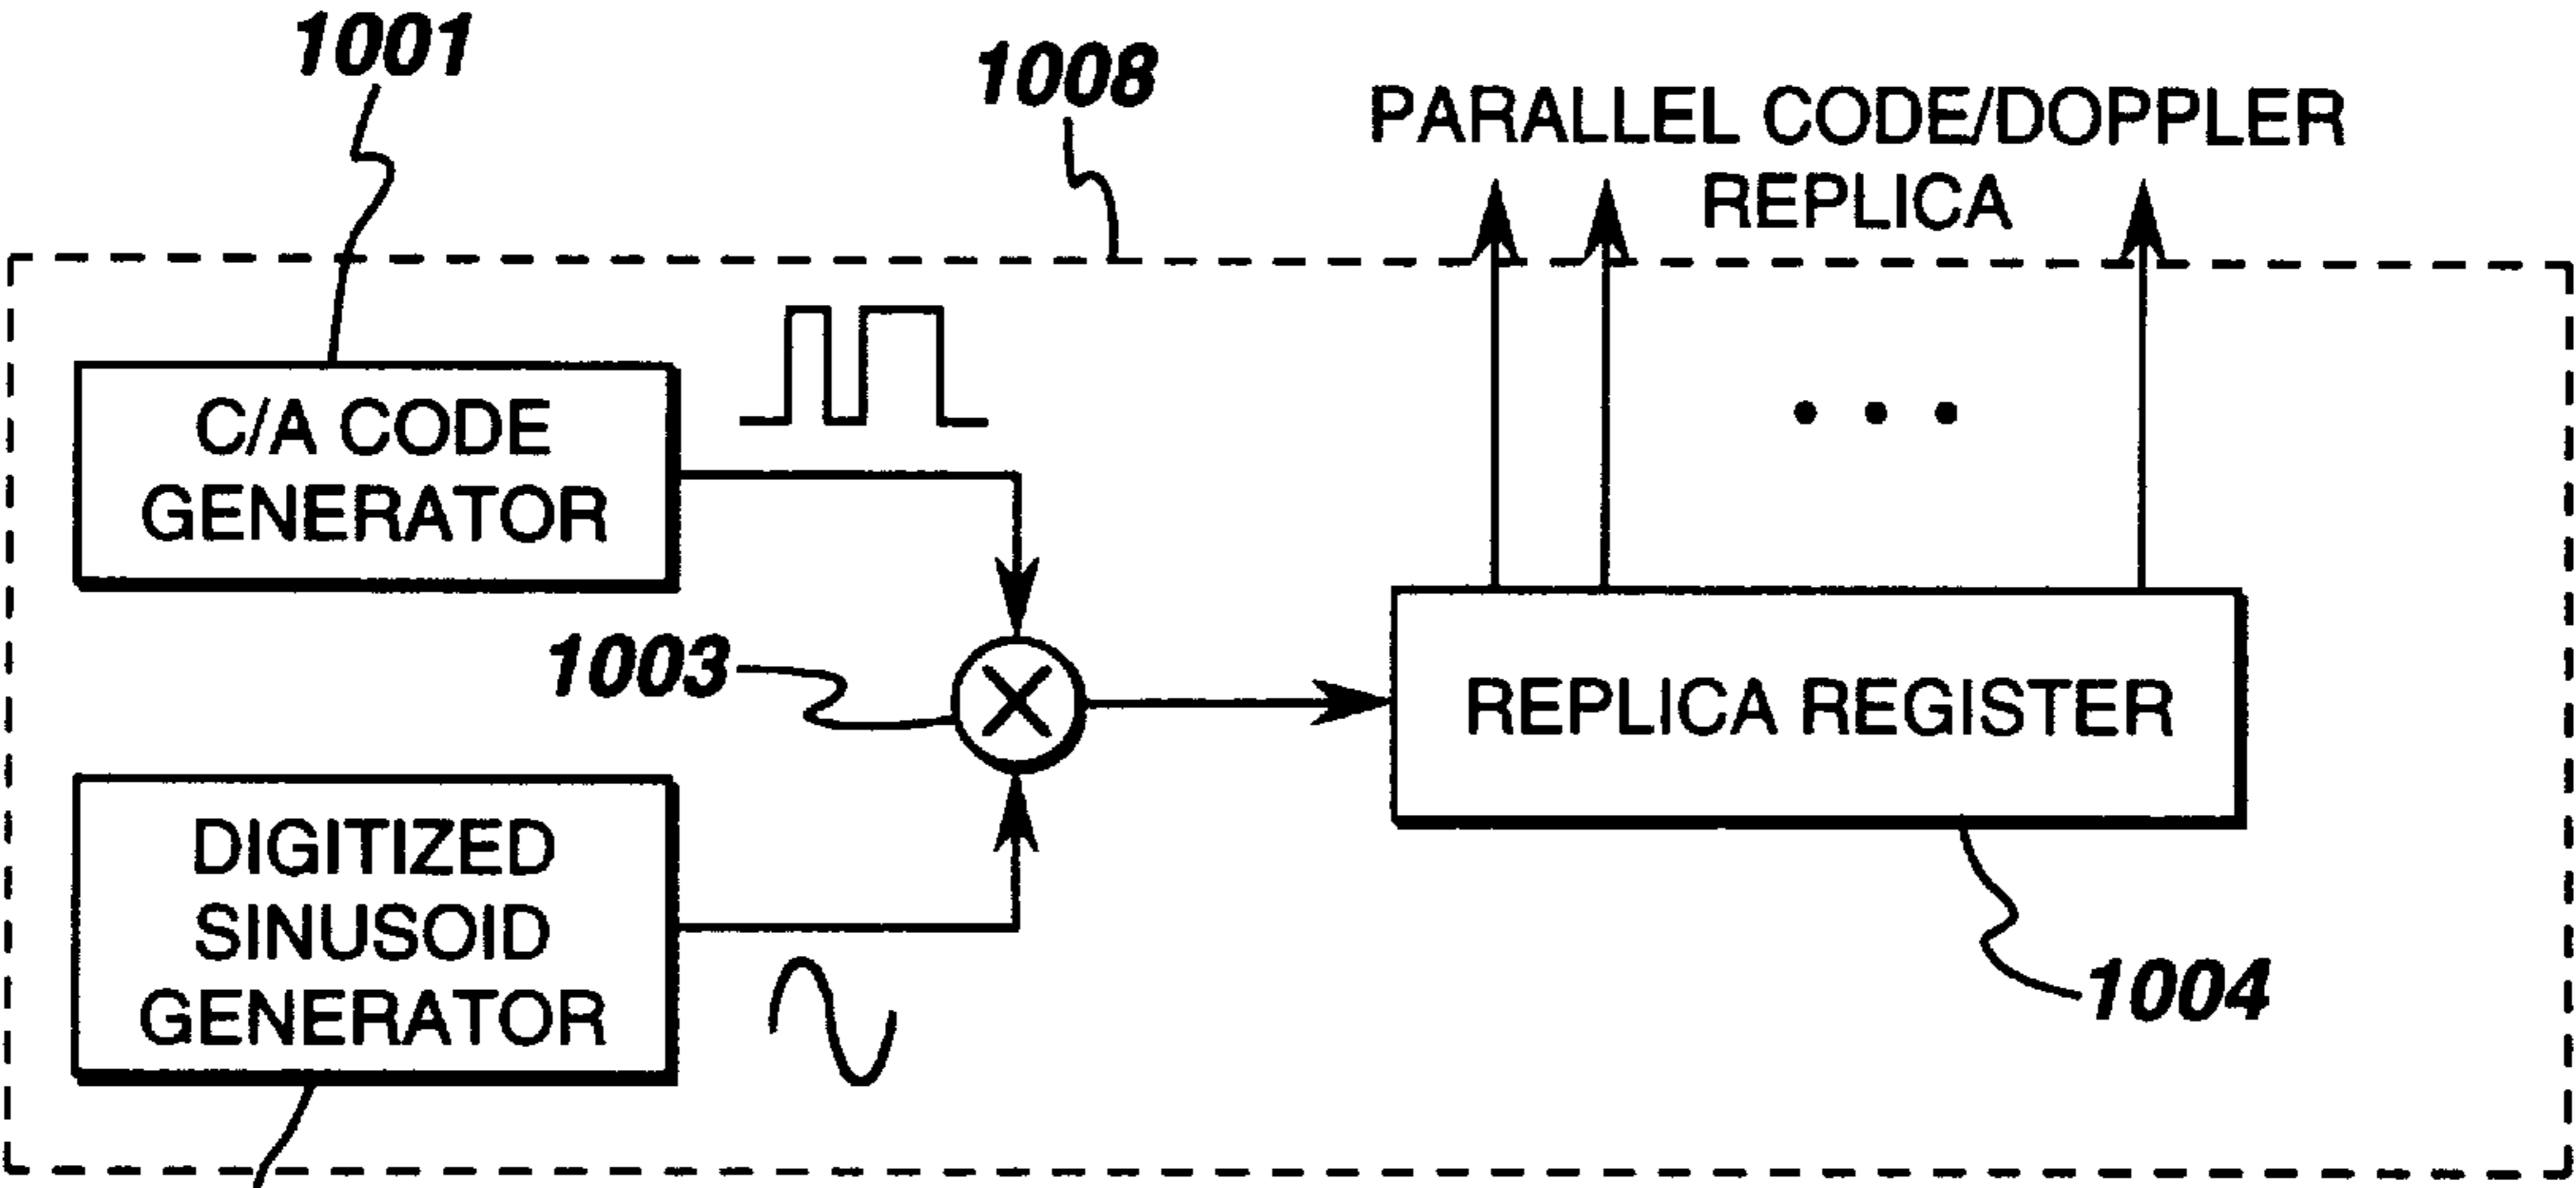 1001
1008
PARALLEL CODE/DOPPLER
REPLICA
C/A CODE
GENERATOR
1003
REPLICA REGISTER
DIGITIZED
SINUSOID
GENERATOR
1004